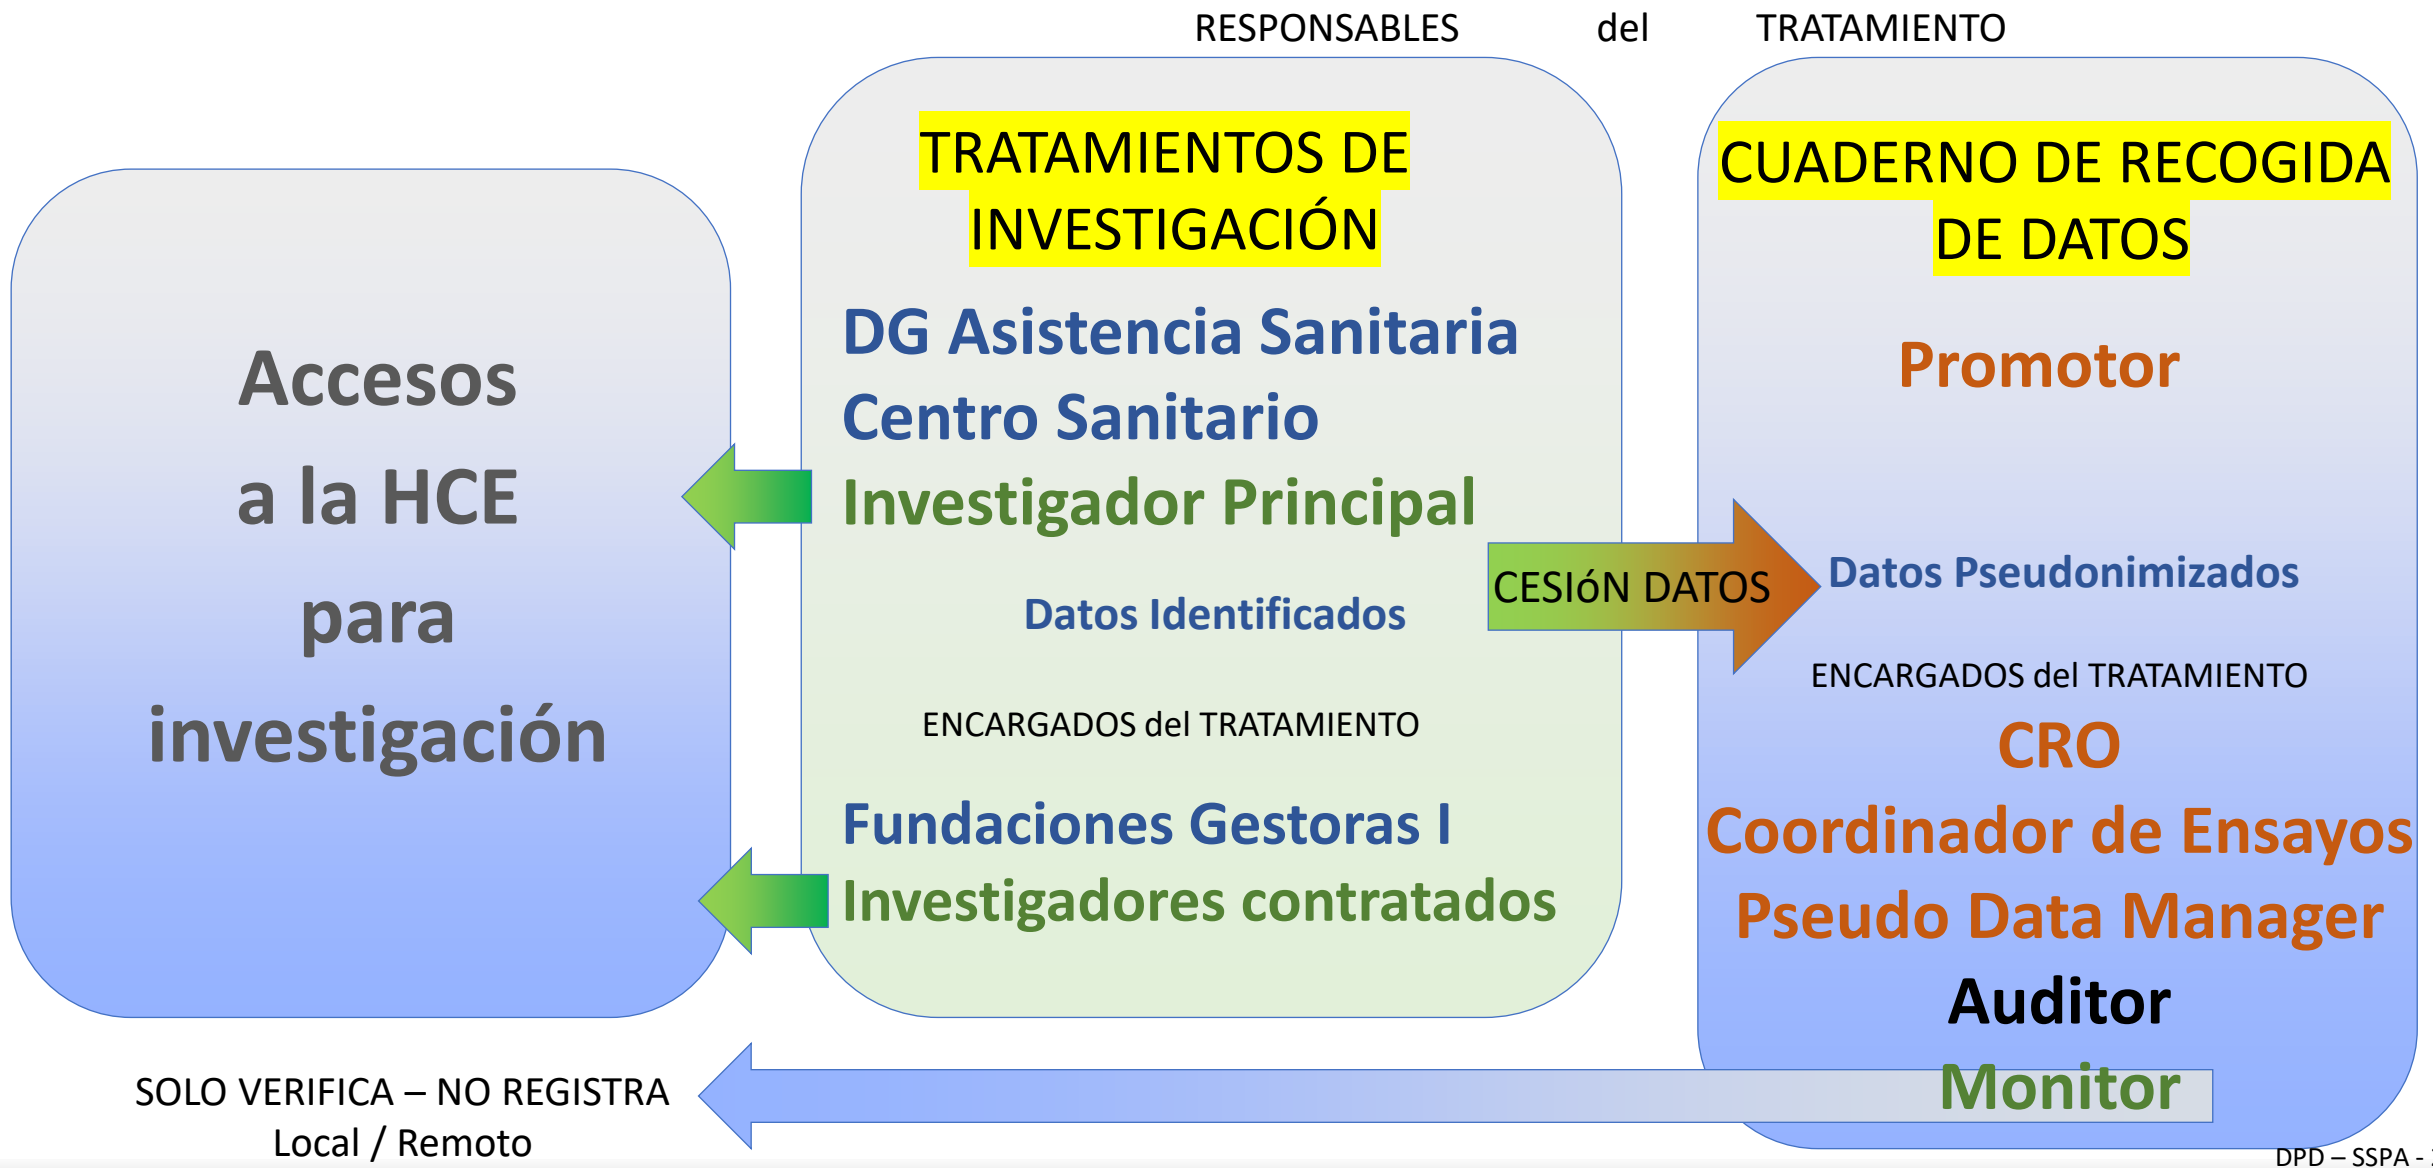 RESPONSABLES del TRATAMIENTO
Accesos
a la HCE
para
investigación
TRATAMIENTOS DE
INVESTIGACIÓN
DG Asistencia Sanitaria
Centro Sanitario
Investigador Principal
Datos Identificados
ENCARGADOS del TRATAMIENTO
Fundaciones Gestoras I
Investigadores contratados
CESIóN DATOS
CUADERNO DE RECOGIDA
DE DATOS
Promotor
Datos Pseudonimizados
ENCARGADOS del TRATAMIENTO
CRO
Coordinador de Ensayos
Pseudo Data Manager
Auditor
Monitor
SOLO VERIFICA – NO REGISTRA
Local / Remoto
DPD – SSPA -